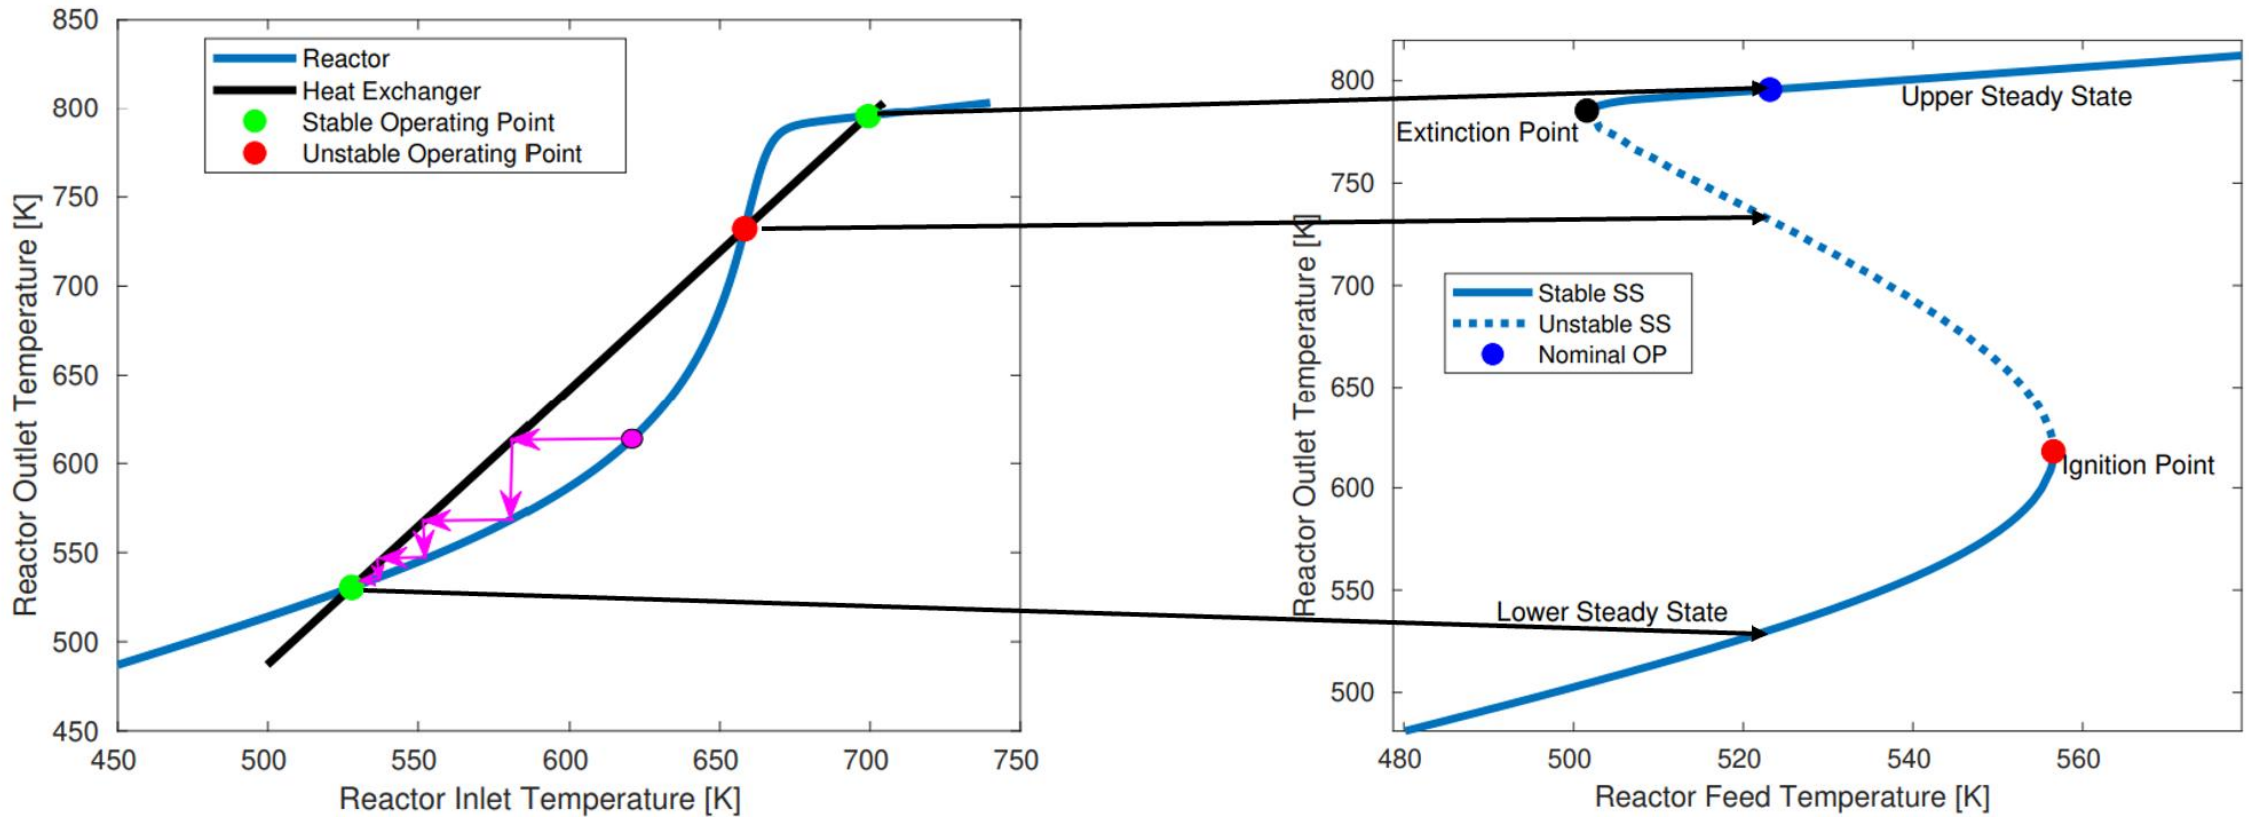 850
800
750
700
650
600
550
500
450
450
500
550
600
650
700
750
Reactor Outlet Temperature [K]
Reactor Inlet Temperature [K]
Reactor
Heat Exchanger
Stable Operating Point
Unstable Operating Point
800
750
700
650
600
550
500
480
500
520
540
560
Reactor Outlet Temperature [K]
Reactor Feed Temperature [K]
Upper Steady State
Extinction Point
Stable SS
Unstable SS
Nominal OP
Ignition Point
Lower Steady State